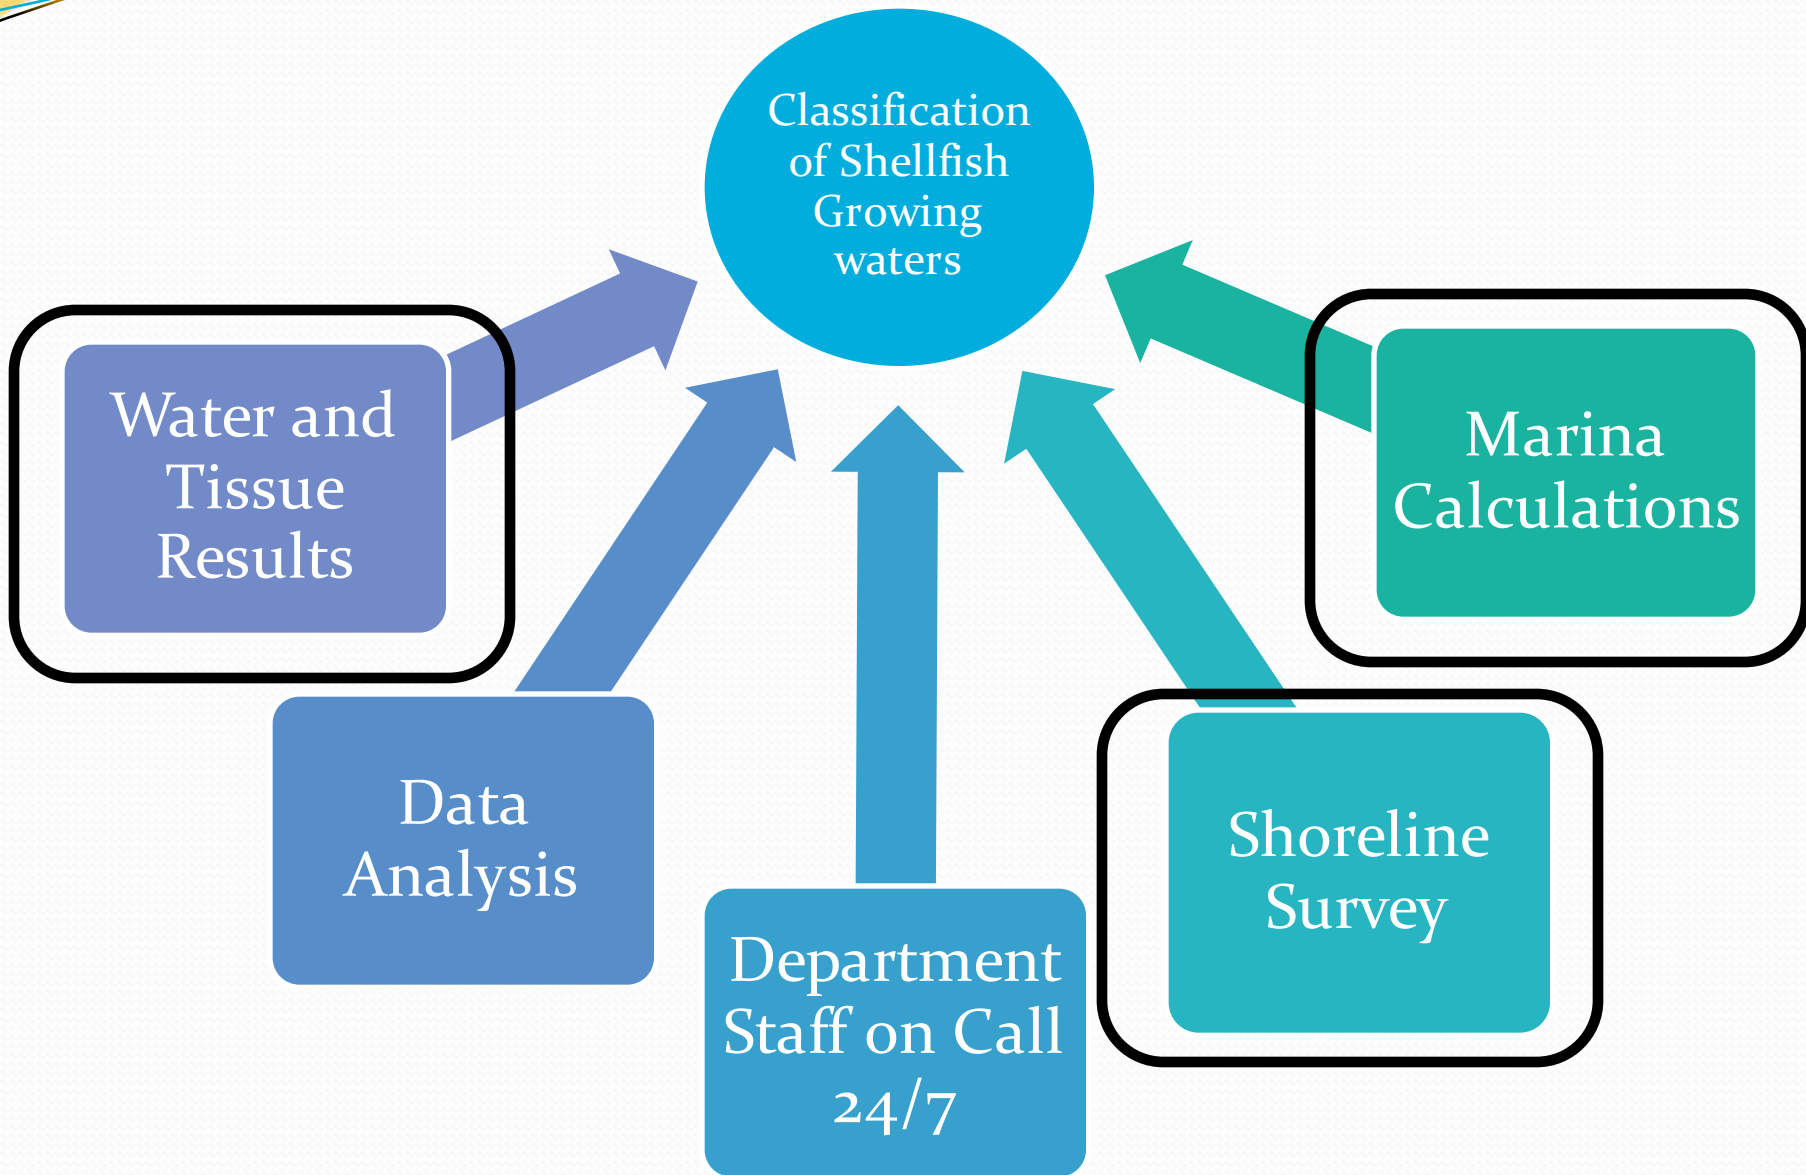 Classification
of Shellfish
Growing
waters
Water and
Tissue
Results
Marina
Calculations
Data
Analysis
Shoreline
Survey
Department
Staff on Call
24/7